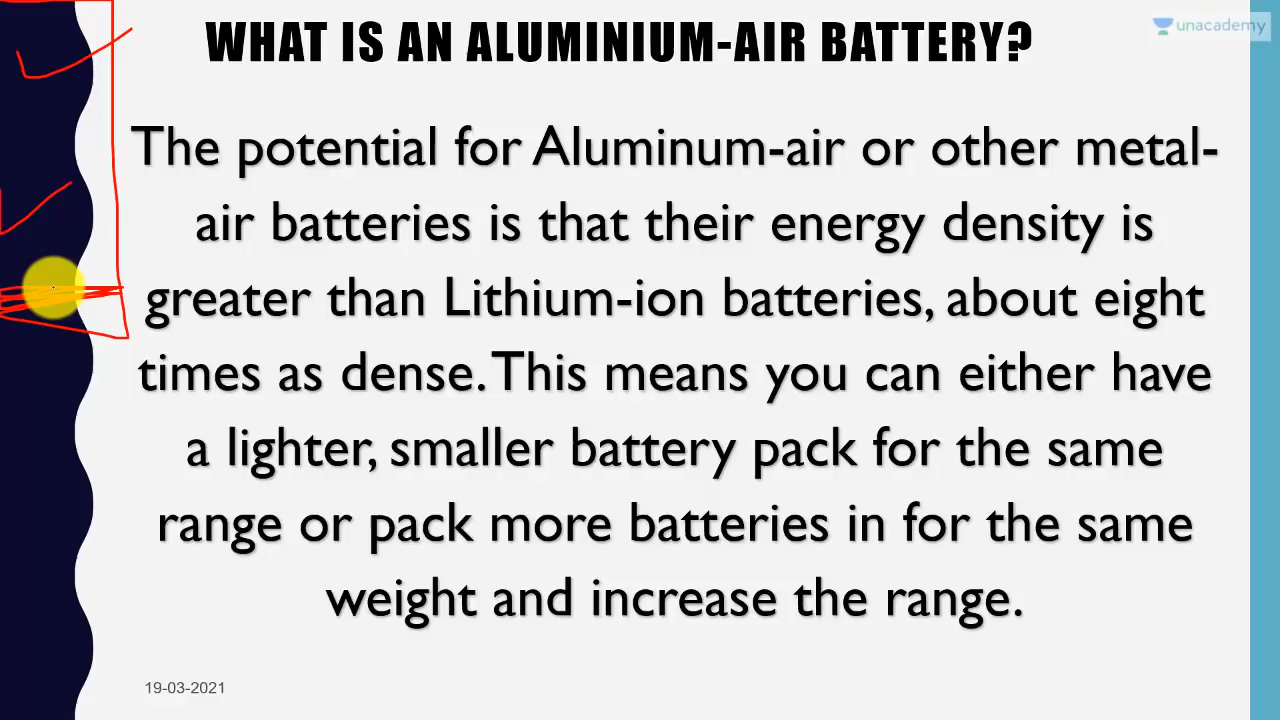 WHAT IS AN ALUMINIUM-AIR BATTERY?
unacademy
The potential for Aluminum-air or other metal-
air batteries is that their energy density is
greater than Lithium-ion batteries, about eight
times as dense. This means you can either have
a lighter, smaller battery pack for the same
range or pack more batteries in for the same
weight and increase the range.
19-03-2021